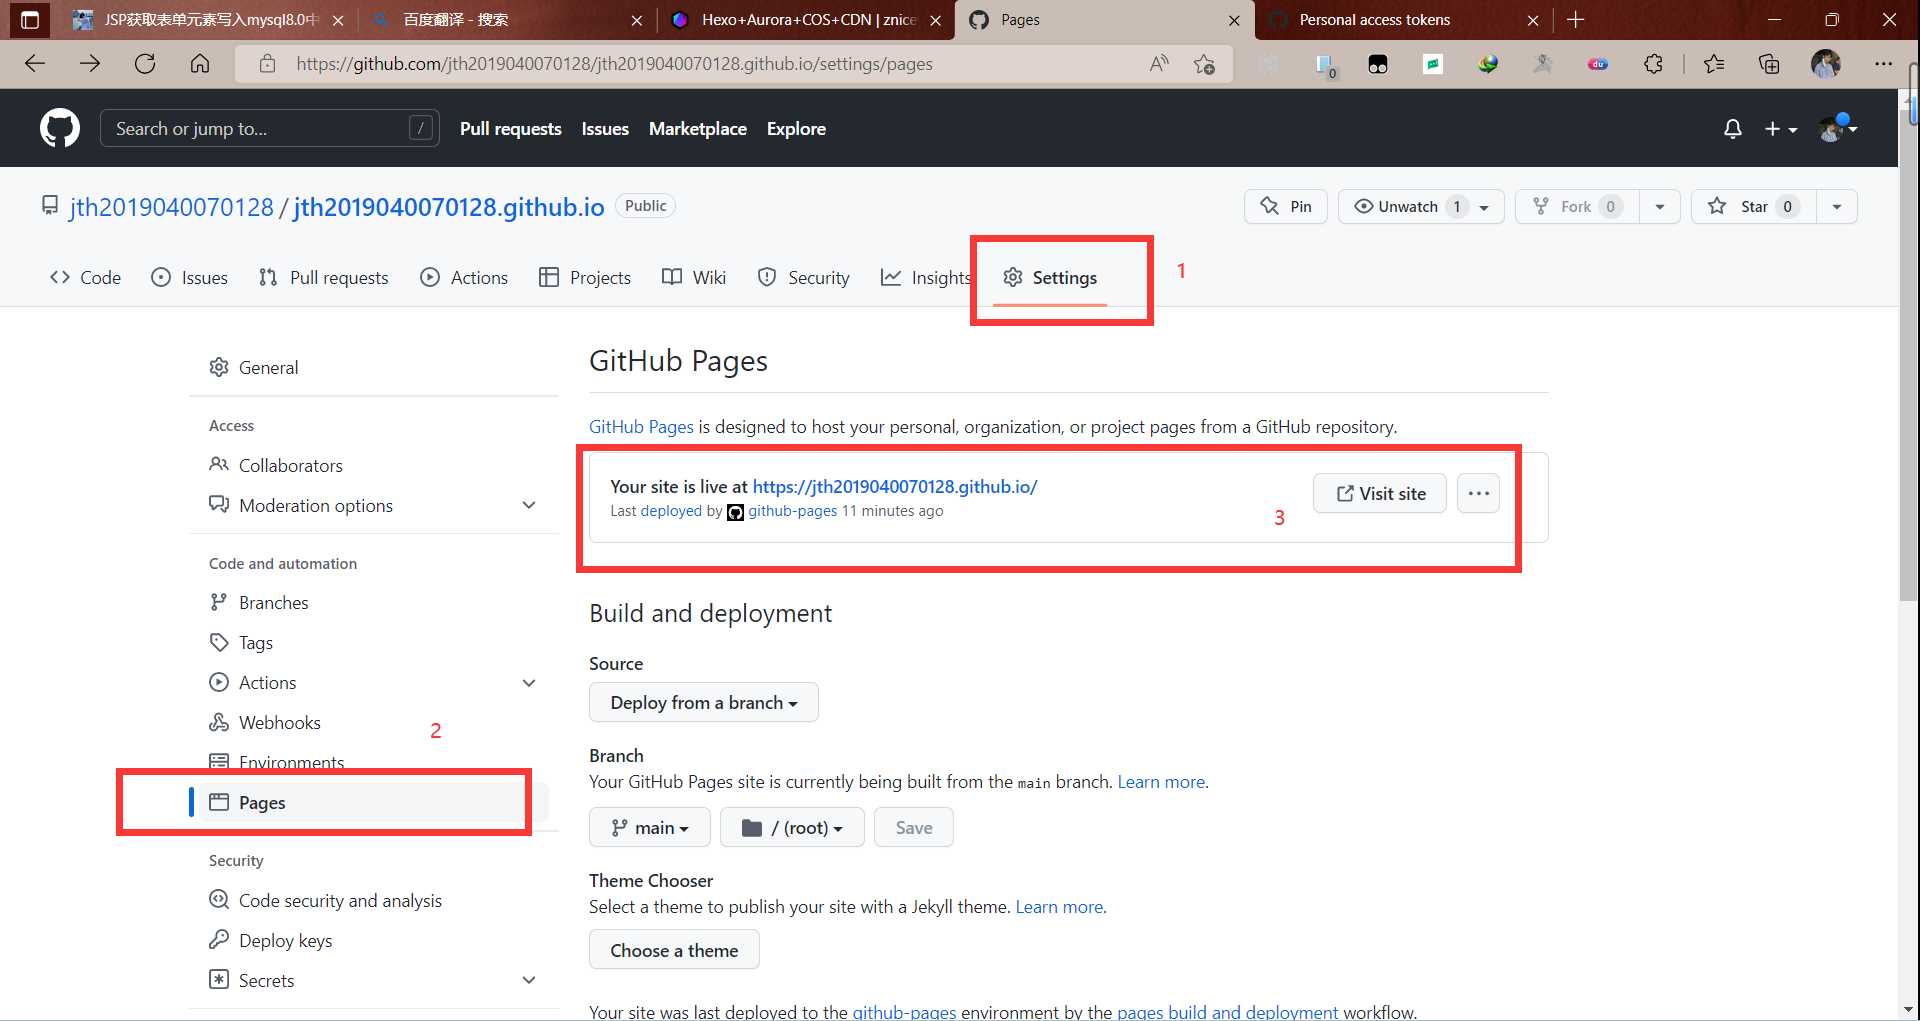 JSP获取表单元素写入mysql8.0中
百度翻译 - 搜索
Hexo+Aurora+COS+CDN | znice
Pages
Personal access tokens
https://github.com/jth2019040070128/jth2019040070128.github.io/settings/pages
0
du
Search or jump to...
/
Pull requests
Issues
Marketplace
Explore
jth2019040070128 / jth2019040070128.github.io
Public
Pin
Unwatch 1
Fork 0
Star 0
Code
Issues
Pull requests
Actions
Projects
Wiki
Security
Insights
Settings
1
General
Access
Collaborators
Moderation options
Code and automation
Branches
Tags
Actions
Webhooks
2
Environments
Pages
Security
Code security and analysis
Deploy keys
Secrets
GitHub Pages
GitHub Pages is designed to host your personal, organization, or project pages from a GitHub repository.
Your site is live at https://jth2019040070128.github.io/
Last deployed by github-pages 11 minutes ago
3
Visit site
Build and deployment
Source
Deploy from a branch
Branch
Your GitHub Pages site is currently being built from the main branch. Learn more.
main
/ (root)
Save
Theme Chooser
Select a theme to publish your site with a Jekyll theme. Learn more.
Choose a theme
Your site was last deployed to the github-pages environment by the pages build and deployment workflow.